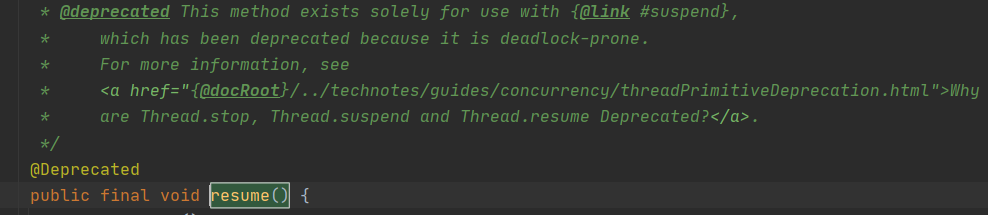 * @deprecated This method exists solely for use with {@link #suspend},
*     which has been deprecated because it is deadlock-prone.
*     For more information, see
*     <a href="{@docRoot}/../technotes/guides/concurrency/threadPrimitiveDeprecation.html">Why
*     are Thread.stop, Thread.suspend and Thread.resume Deprecated?</a>.
*/
@Deprecated
public final void resume() {